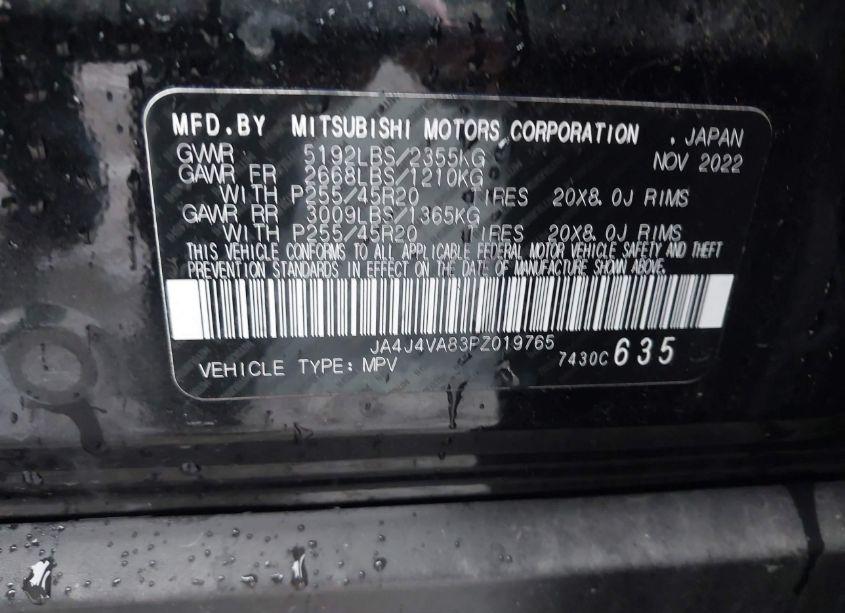 MFD.BY MITSUBISHI MOTORS CORPORATION , JAPAN
GVWR 5192LBS/2355KG NOV 2022
GAWR FR 2668LBS/1210KG
WITH P255/45R20 TIRES 20X8.0J RIMS
GAWR RR 3009LBS/1365KG
WITH P255/45R20 TIRES 20X8.0J RIMS
THIS VEHICLE CONFORMS TO ALL APPLICABLE FEDERAL MOTOR VEHICLE SAFETY AND THEFT
PREVENTION STANDARDS IN EFFECT ON THE DATE OF MANUFACTURE SHOWN ABOVE.
JA4J4VA83PZ019765
VEHICLE TYPE: MPV 7430C 635